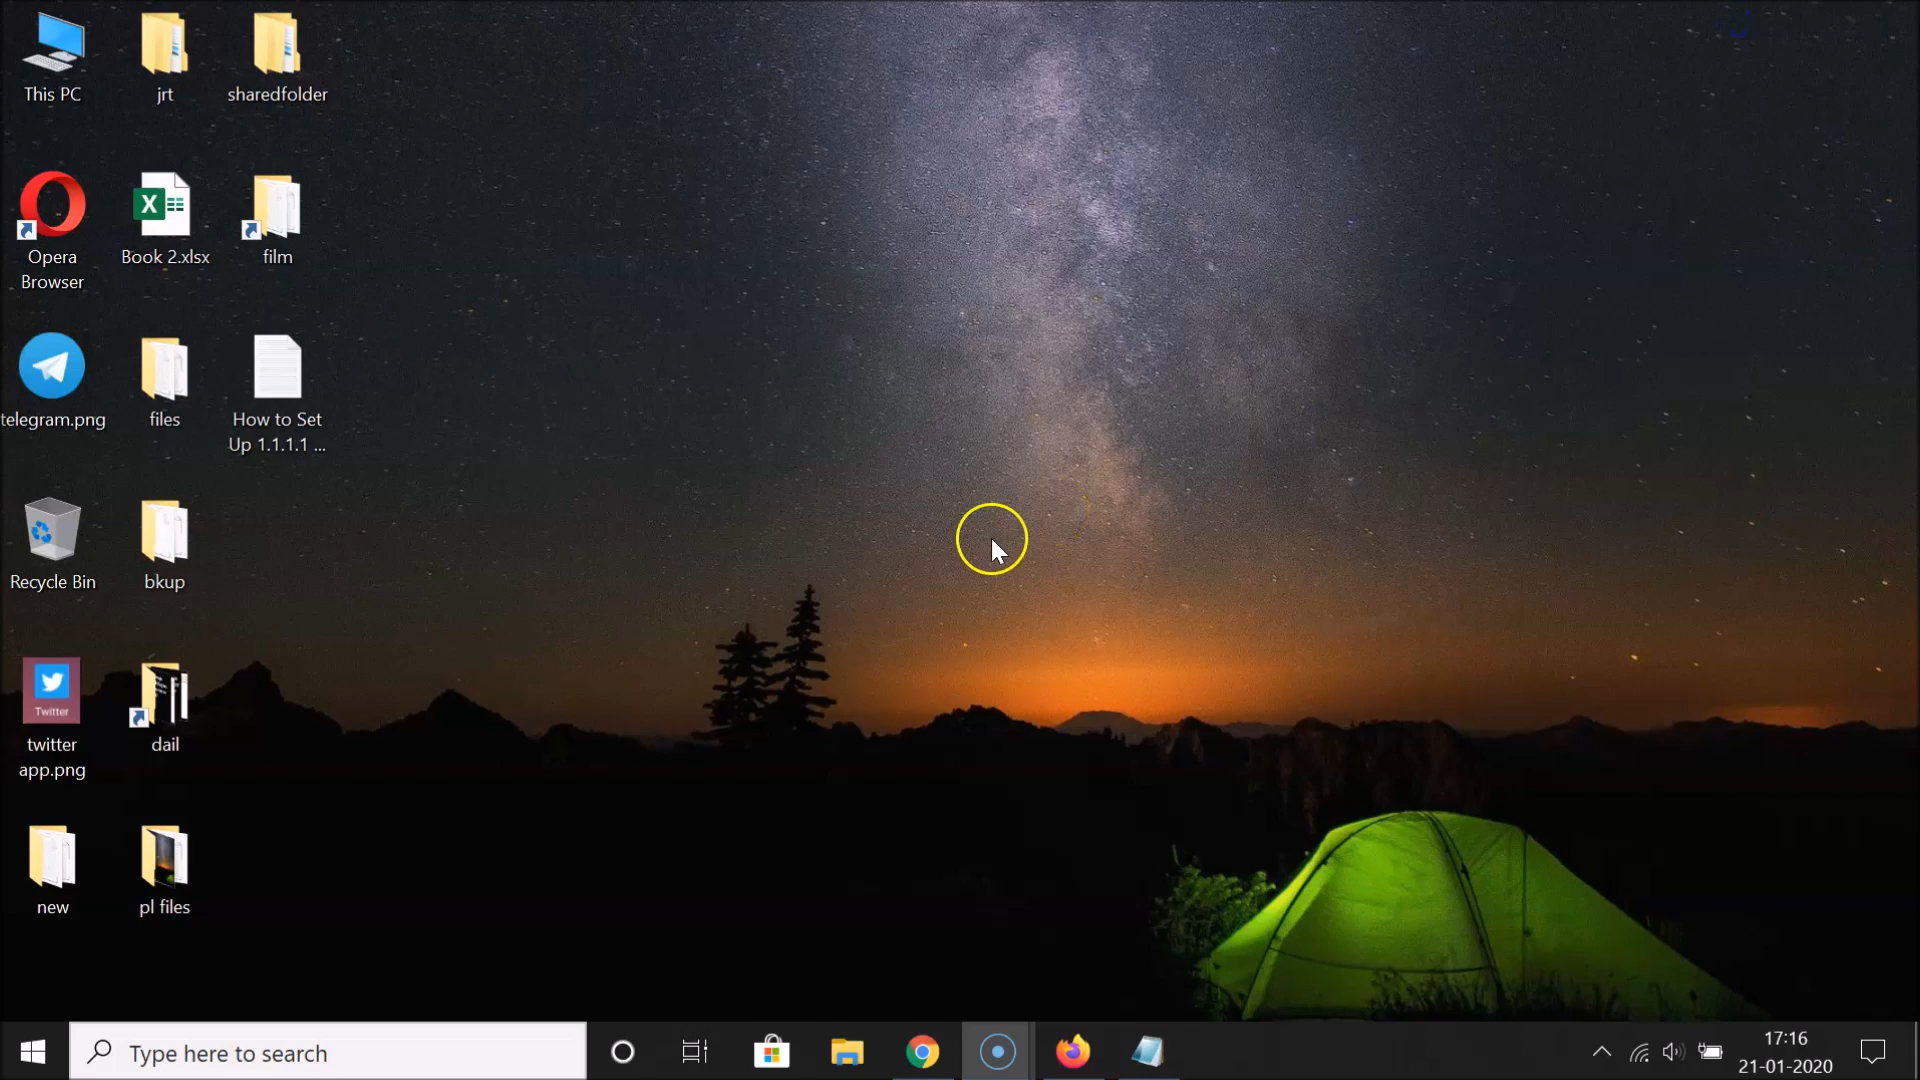 This PC
jrt
sharedfolder
Opera
Browser
Book 2.xlsx
film
telegram.png
files
How to Set
Up 1.1.1.1 ...
Recycle Bin
bkup
Twitter
twitter
app.png
dail
new
pl files
Type here to search
17:16
21-01-2020